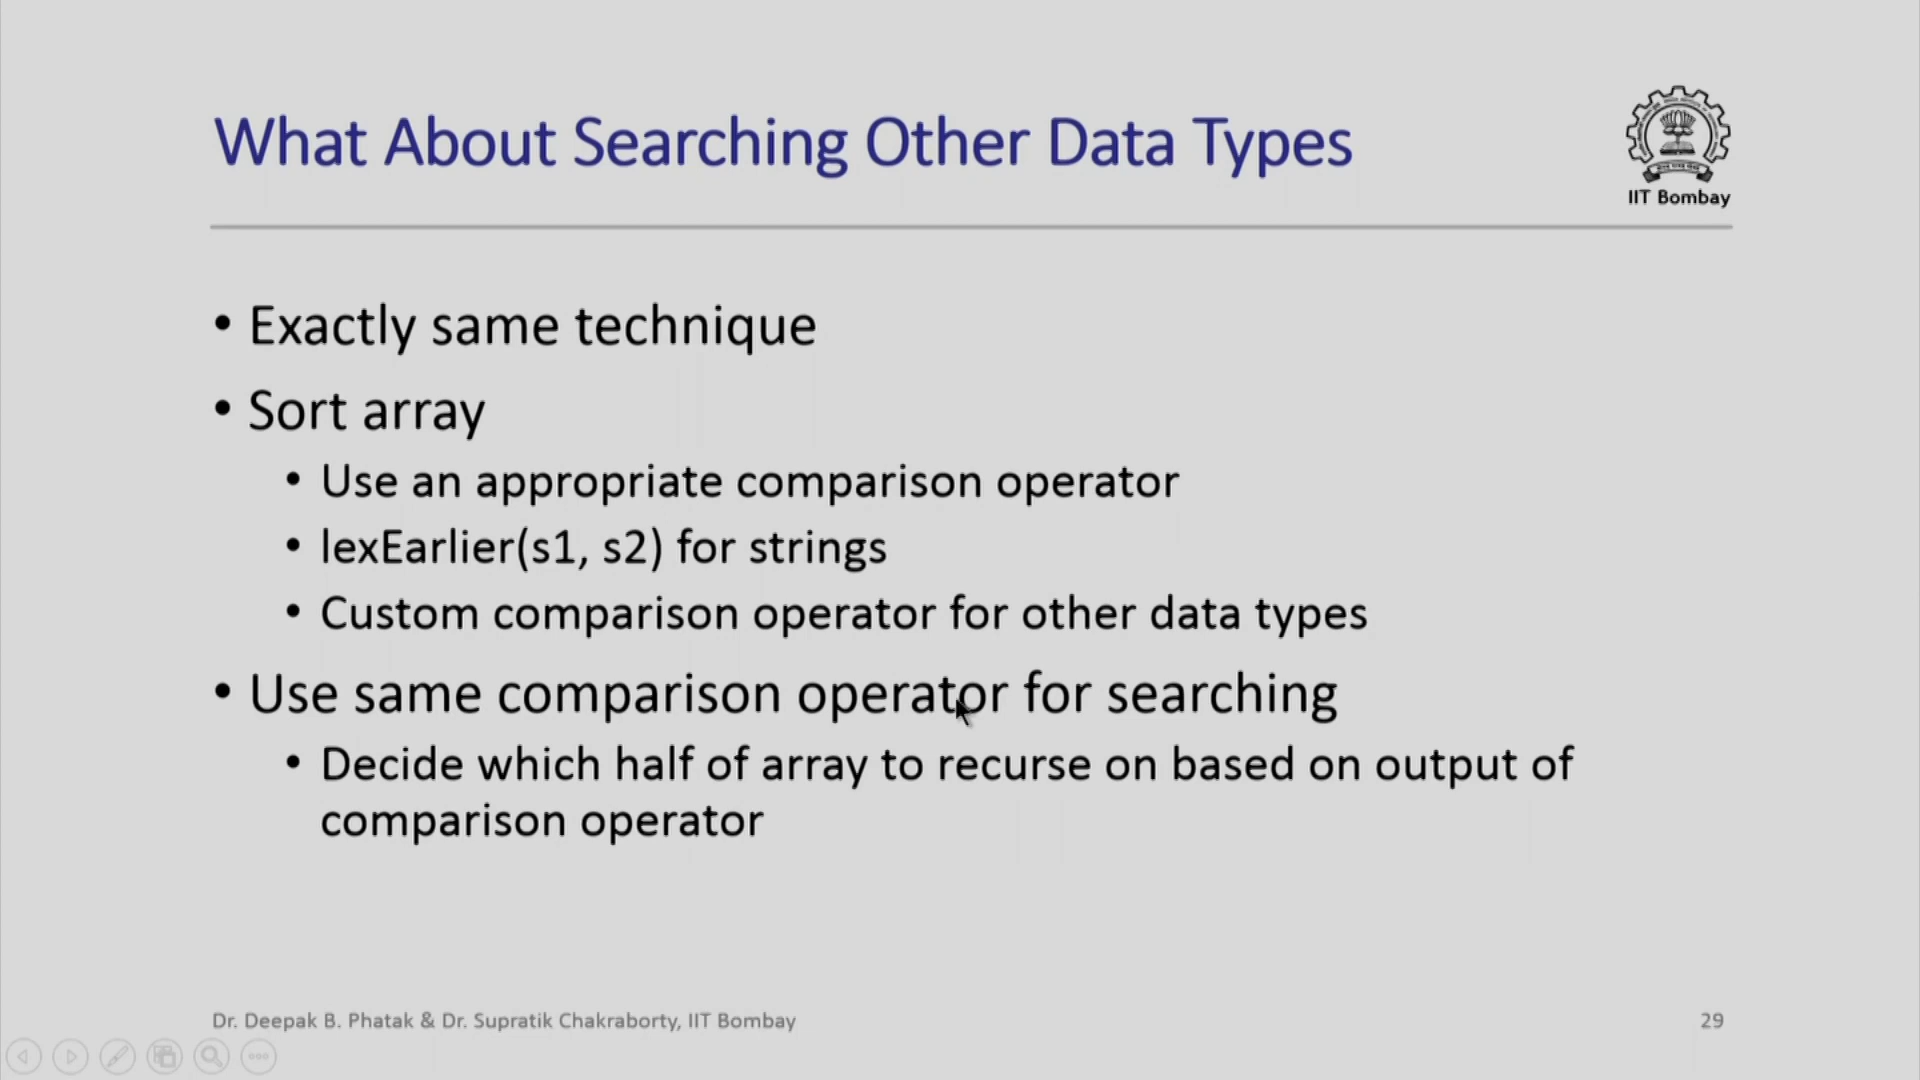 What About Searching Other Data Types
IIT Bombay
• Exactly same technique
• Sort array
• Use an appropriate comparison operator
• lexEarlier(s1, s2) for strings
• Custom comparison operator for other data types
• Use same comparison operator for searching
• Decide which half of array to recurse on based on output of
comparison operator
Dr. Deepak B. Phatak & Dr. Supratik Chakraborty, IIT Bombay
29